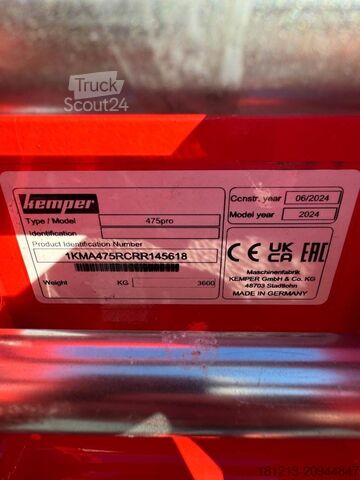 Truck
Scout24
kemper
Type / Model 475pro
Identification
Product Identification Number
1KMA475RCRR145618
Weight KG 3600
Constr. year 06/2024
Model year 2024
CE UK CA EAC
Maschinenfabrik
KEMPER GmbH & Co. KG
48703 Stadtlohn
MADE IN GERMANY
181213-20944847